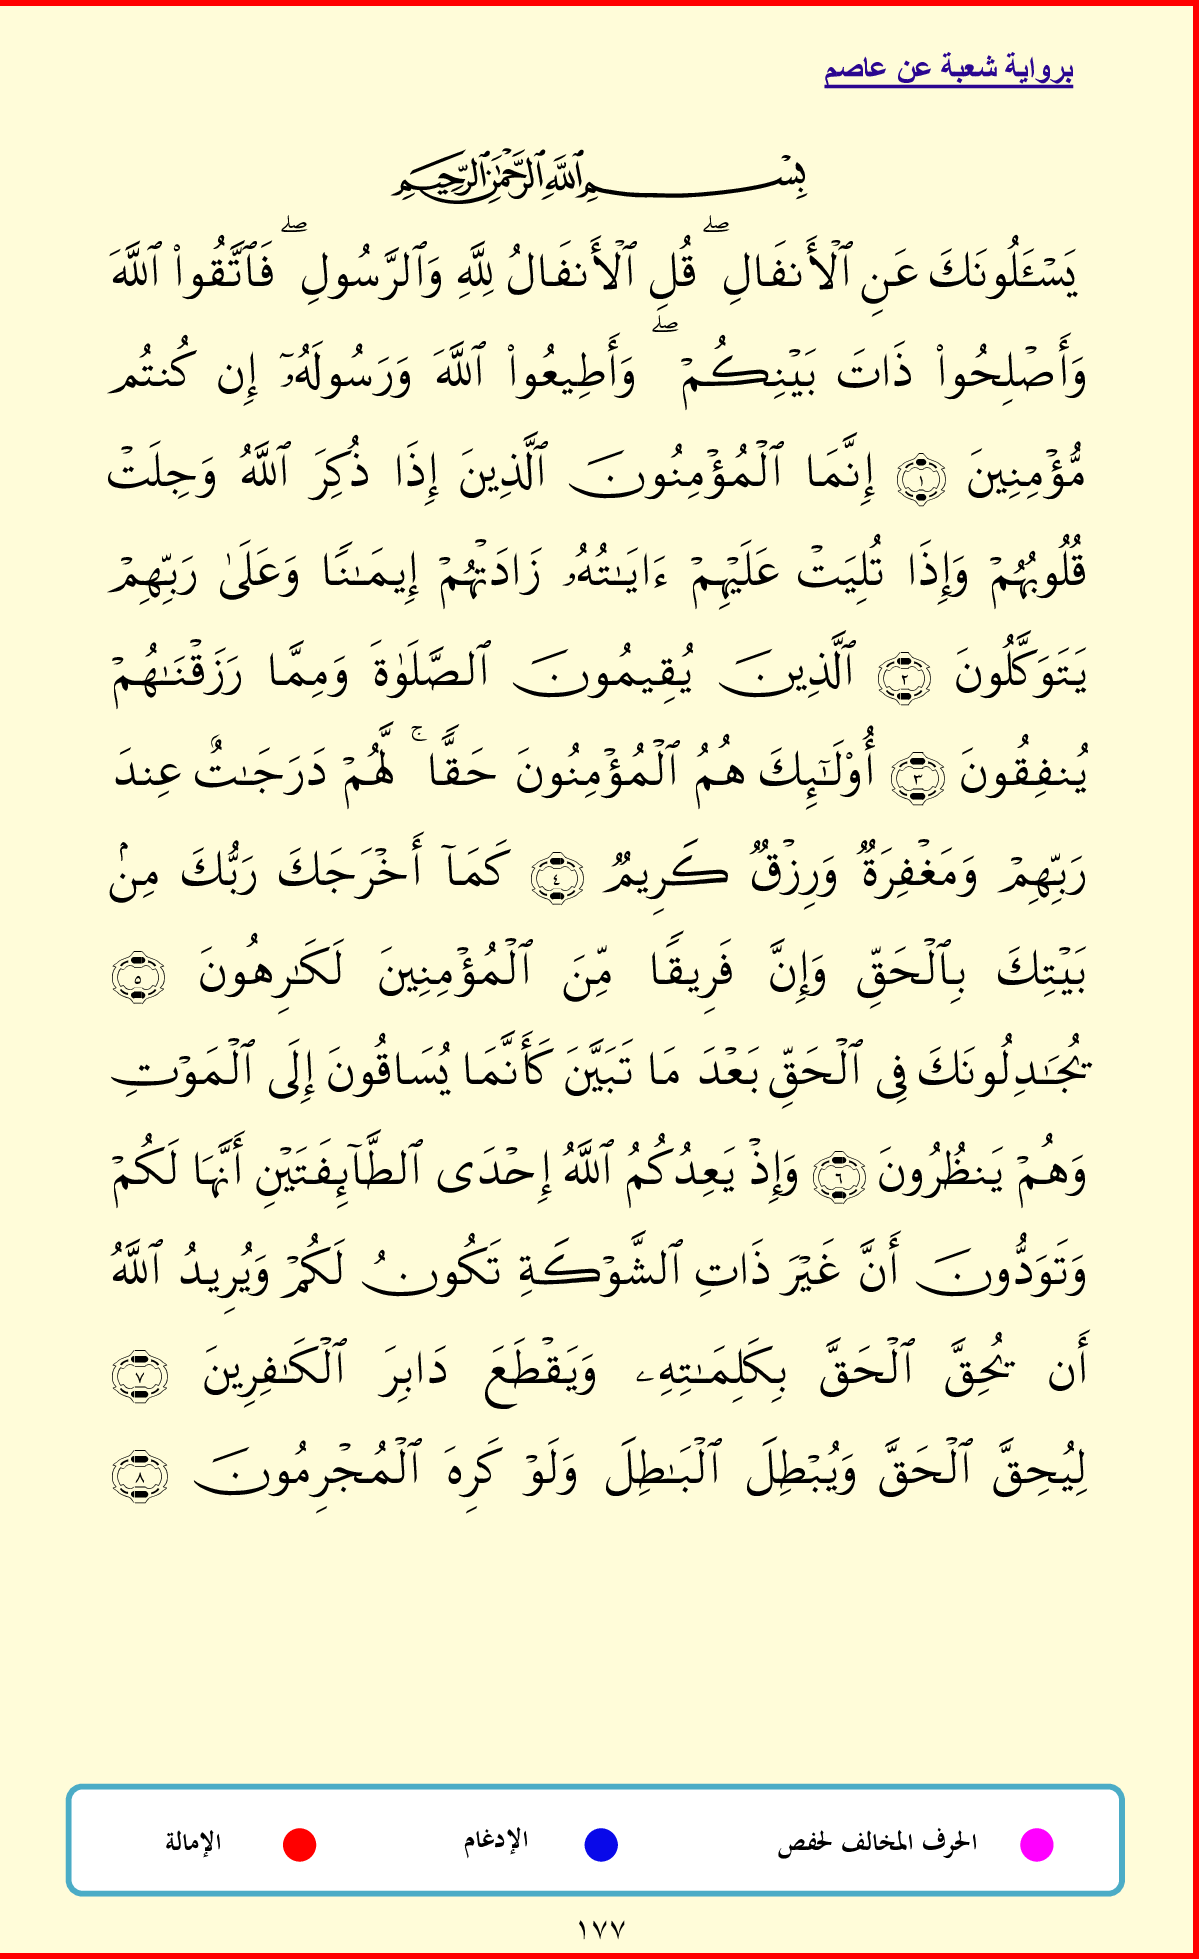 برواية شعبة عن عاصم
بِسۡمِ ٱللَّهِ ٱلرَّحۡمَٰنِ ٱلرَّحِيمِ
يَسۡـَٔلُونَكَ عَنِ ٱلۡأَنفَالِۖ قُلِ ٱلۡأَنفَالُ لِلَّهِ وَٱلرَّسُولِۖ فَٱتَّقُواْ ٱللَّهَ
وَأَصۡلِحُواْ ذَاتَ بَيۡنِكُمۡۖ وَأَطِيعُواْ ٱللَّهَ وَرَسُولَهُۥٓ إِن كُنتُم
مُّؤۡمِنِينَ ١ إِنَّمَا ٱلۡمُؤۡمِنُونَ ٱلَّذِينَ إِذَا ذُكِرَ ٱللَّهُ وَجِلَتۡ
قُلُوبُهُمۡ وَإِذَا تُلِيَتۡ عَلَيۡهِمۡ ءَايَٰتُهُۥ زَادَتۡهُمۡ إِيمَٰنٗا وَعَلَىٰ رَبِّهِمۡ
يَتَوَكَّلُونَ ٢ ٱلَّذِينَ يُقِيمُونَ ٱلصَّلَوٰةَ وَمِمَّا رَزَقۡنَٰهُمۡ
يُنفِقُونَ ٣ أُوْلَٰٓئِكَ هُمُ ٱلۡمُؤۡمِنُونَ حَقّٗاۚ لَّهُمۡ دَرَجَٰتٌ عِندَ
رَبِّهِمۡ وَمَغۡفِرَةٞ وَرِزۡقٞ كَرِيمٞ ٤ كَمَآ أَخۡرَجَكَ رَبُّكَ مِنۢ
بَيۡتِكَ بِٱلۡحَقِّ وَإِنَّ فَرِيقٗا مِّنَ ٱلۡمُؤۡمِنِينَ لَكَٰرِهُونَ ٥
يُجَٰدِلُونَكَ فِي ٱلۡحَقِّ بَعۡدَ مَا تَبَيَّنَ كَأَنَّمَا يُسَاقُونَ إِلَى ٱلۡمَوۡتِ
وَهُمۡ يَنظُرُونَ ٦ وَإِذۡ يَعِدُكُمُ ٱللَّهُ إِحۡدَى ٱلطَّآئِفَتَيۡنِ أَنَّهَا لَكُمۡ
وَتَوَدُّونَ أَنَّ غَيۡرَ ذَاتِ ٱلشَّوۡكَةِ تَكُونُ لَكُمۡ وَيُرِيدُ ٱللَّهُ
أَن يُحِقَّ ٱلۡحَقَّ بِكَلِمَٰتِهِۦ وَيَقۡطَعَ دَابِرَ ٱلۡكَٰفِرِينَ ٧
لِيُحِقَّ ٱلۡحَقَّ وَيُبۡطِلَ ٱلۡبَٰطِلَ وَلَوۡ كَرِهَ ٱلۡمُجۡرِمُونَ ٨
الحرف المخالف لحفص الإدغام الإمالة
١٧٧